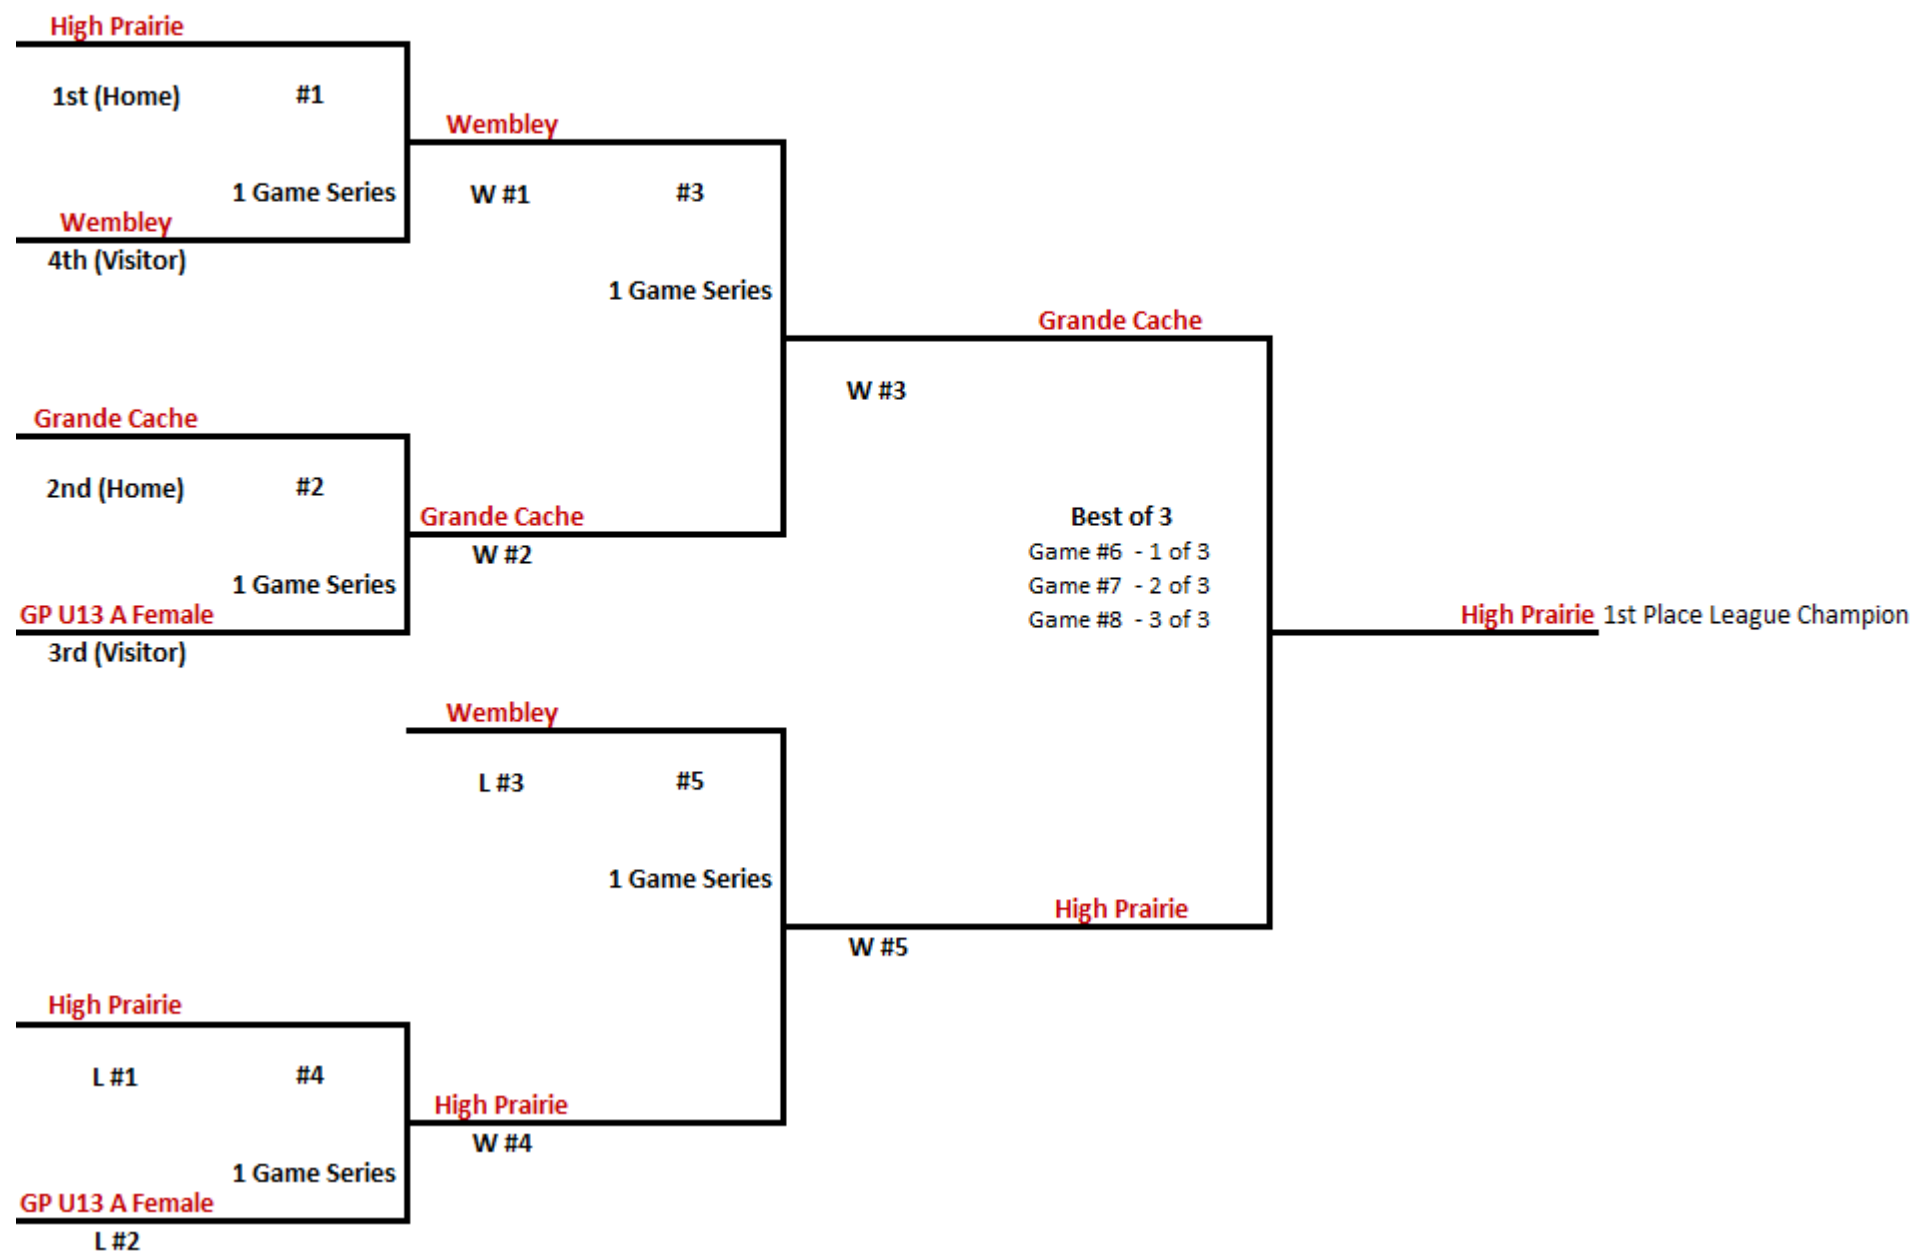 High Prairie
1st (Home) #1
Wembley
1 Game Series
W #1 #3
Wembley
4th (Visitor)
1 Game Series
Grande Cache
W #3
Grande Cache
2nd (Home) #2
Grande Cache
W #2
Best of 3
Game #6 - 1 of 3
Game #7 - 2 of 3
Game #8 - 3 of 3
1 Game Series
GP U13 A Female
3rd (Visitor)
High Prairie 1st Place League Champion
Wembley
L #3 #5
1 Game Series
High Prairie
W #5
High Prairie
L #1 #4
High Prairie
W #4
1 Game Series
GP U13 A Female
L #2